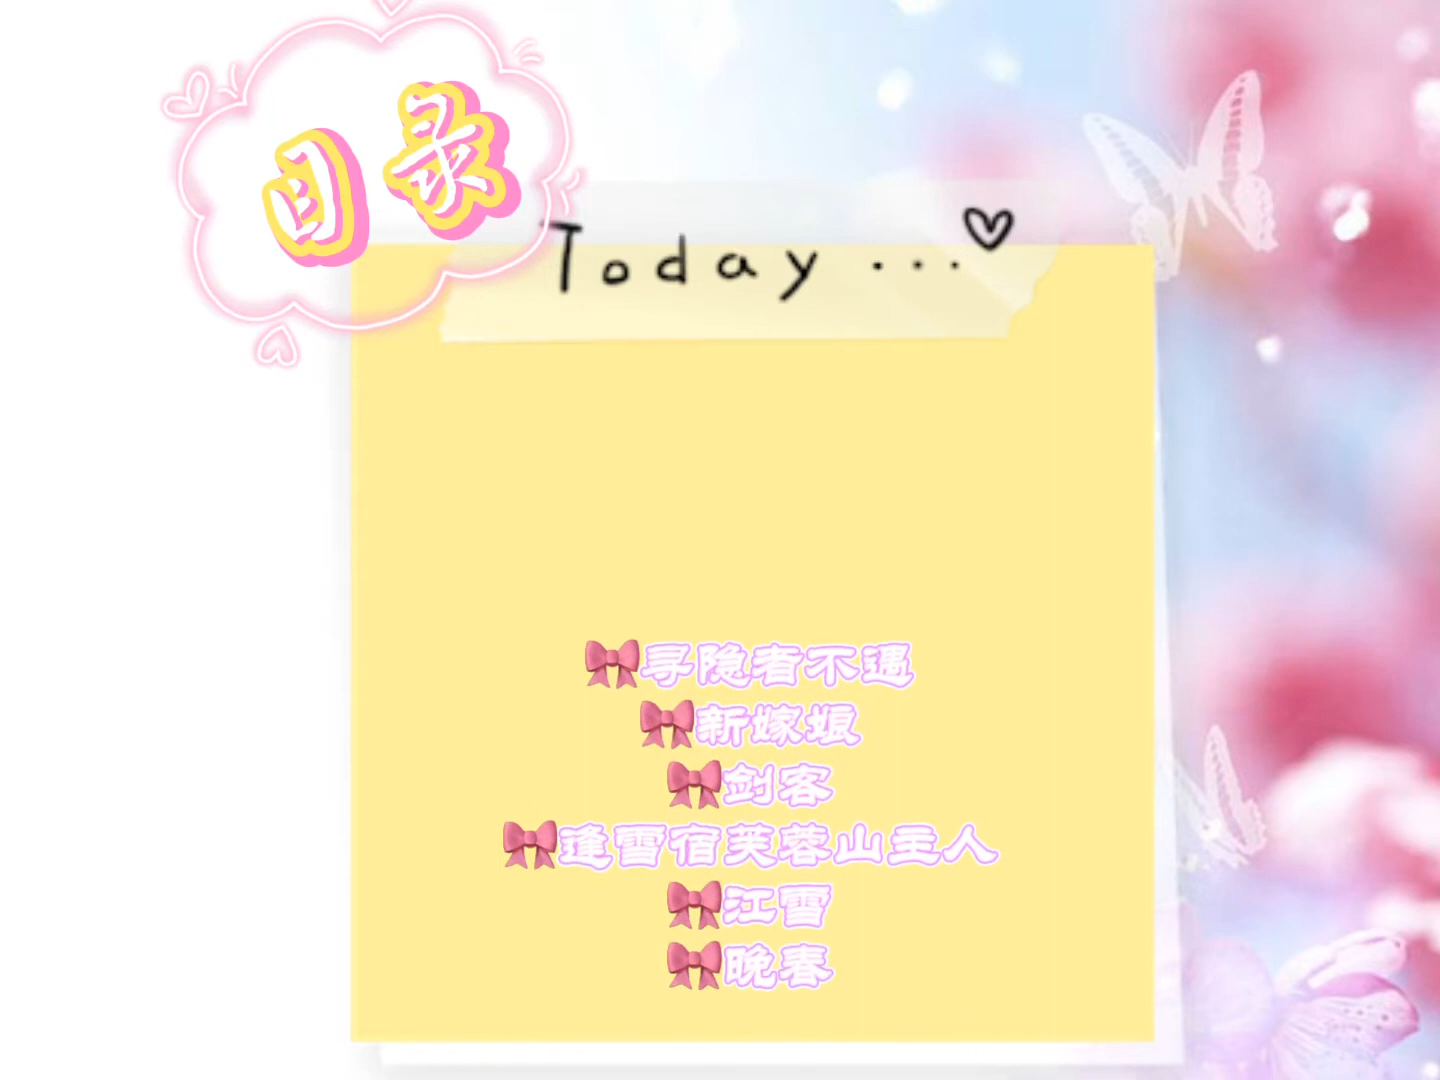 目录
Today ...
🎀寻隐者不遇
🎀新嫁娘
🎀剑客
🎀逢雪宿芙蓉山主人
🎀江雪
🎀晚春